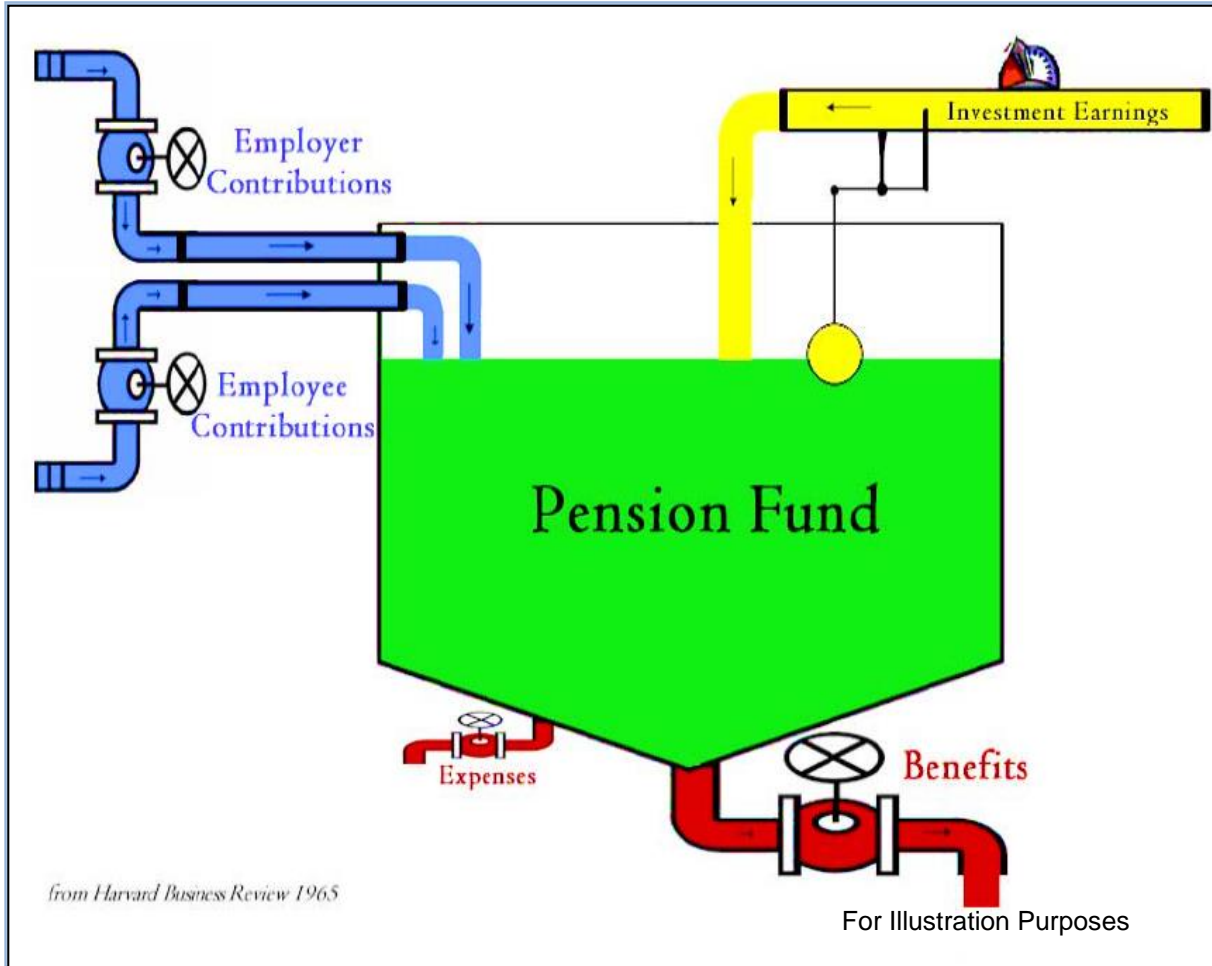 Investment Earnings
Employer
Contributions
Employee
Contributions
Pension Fund
Expenses
Benefits
from Harvard Business Review 1965
For Illustration Purposes